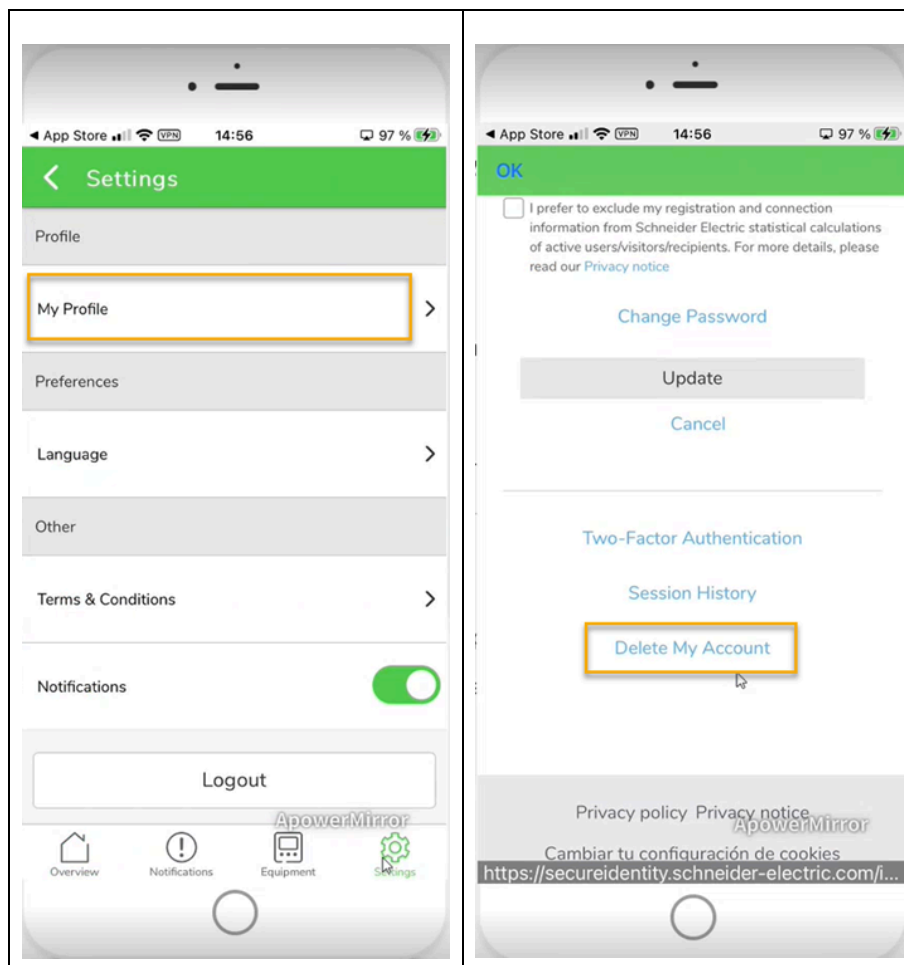 App Store VPN 14:56 97 %
Settings
Profile
My Profile
Preferences
Language
Other
Terms & Conditions
Notifications
Logout
ApowerMirror
Overview Notifications Equipment Settings
App Store VPN 14:56 97 %
OK
I prefer to exclude my registration and connection
information from Schneider Electric statistical calculations
of active users/visitors/recipients. For more details, please
read our Privacy notice
Change Password
Update
Cancel
Two-Factor Authentication
Session History
Delete My Account
Privacy policy Privacy notice
ApowerMirror
Cambiar tu configuración de cookies
https://secureidentity.schneider-electric.com/i...